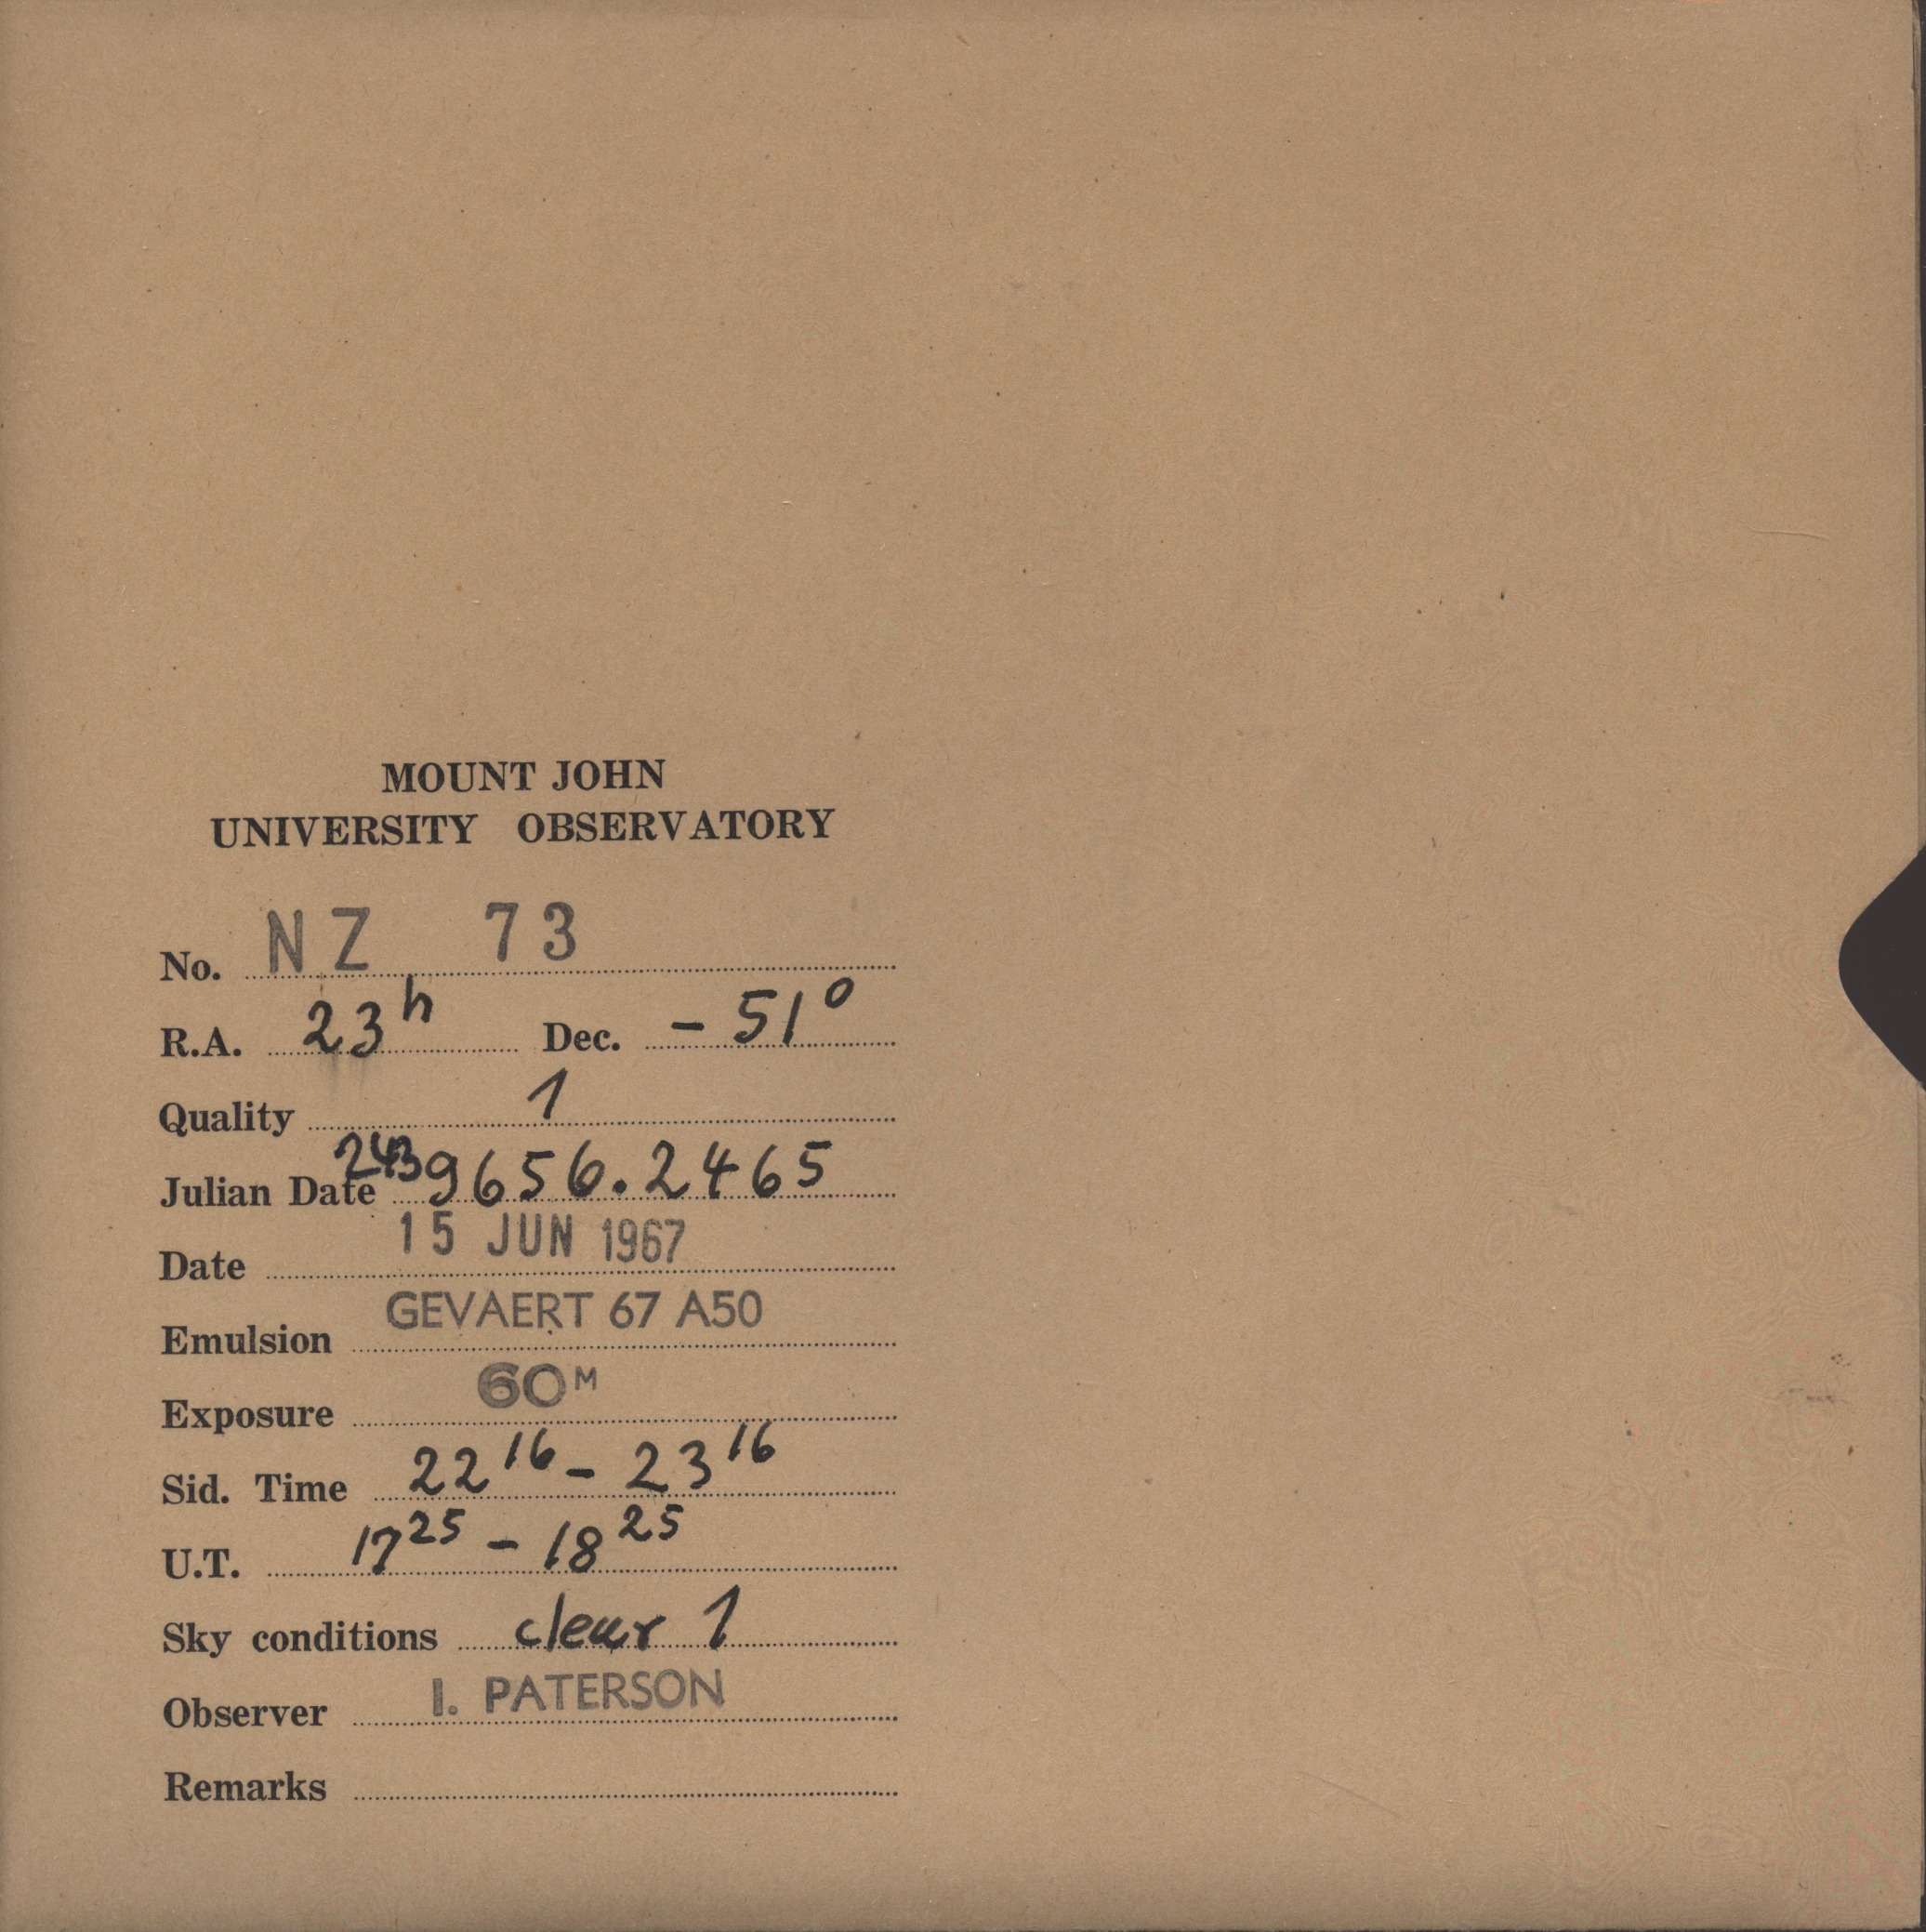 MOUNT JOHN
UNIVERSITY OBSERVATORY
No. NZ 73
R.A. 23h Dec. - 51°
Quality 1
Julian Date 2439656.2465
Date 15 JUN 1967
Emulsion GEVAERT 67 A50
Exposure 60M
Sid. Time 22 16 - 23 16
U.T. 17 25 - 18 25
Sky conditions clear 1
Observer I. PATERSON
Remarks